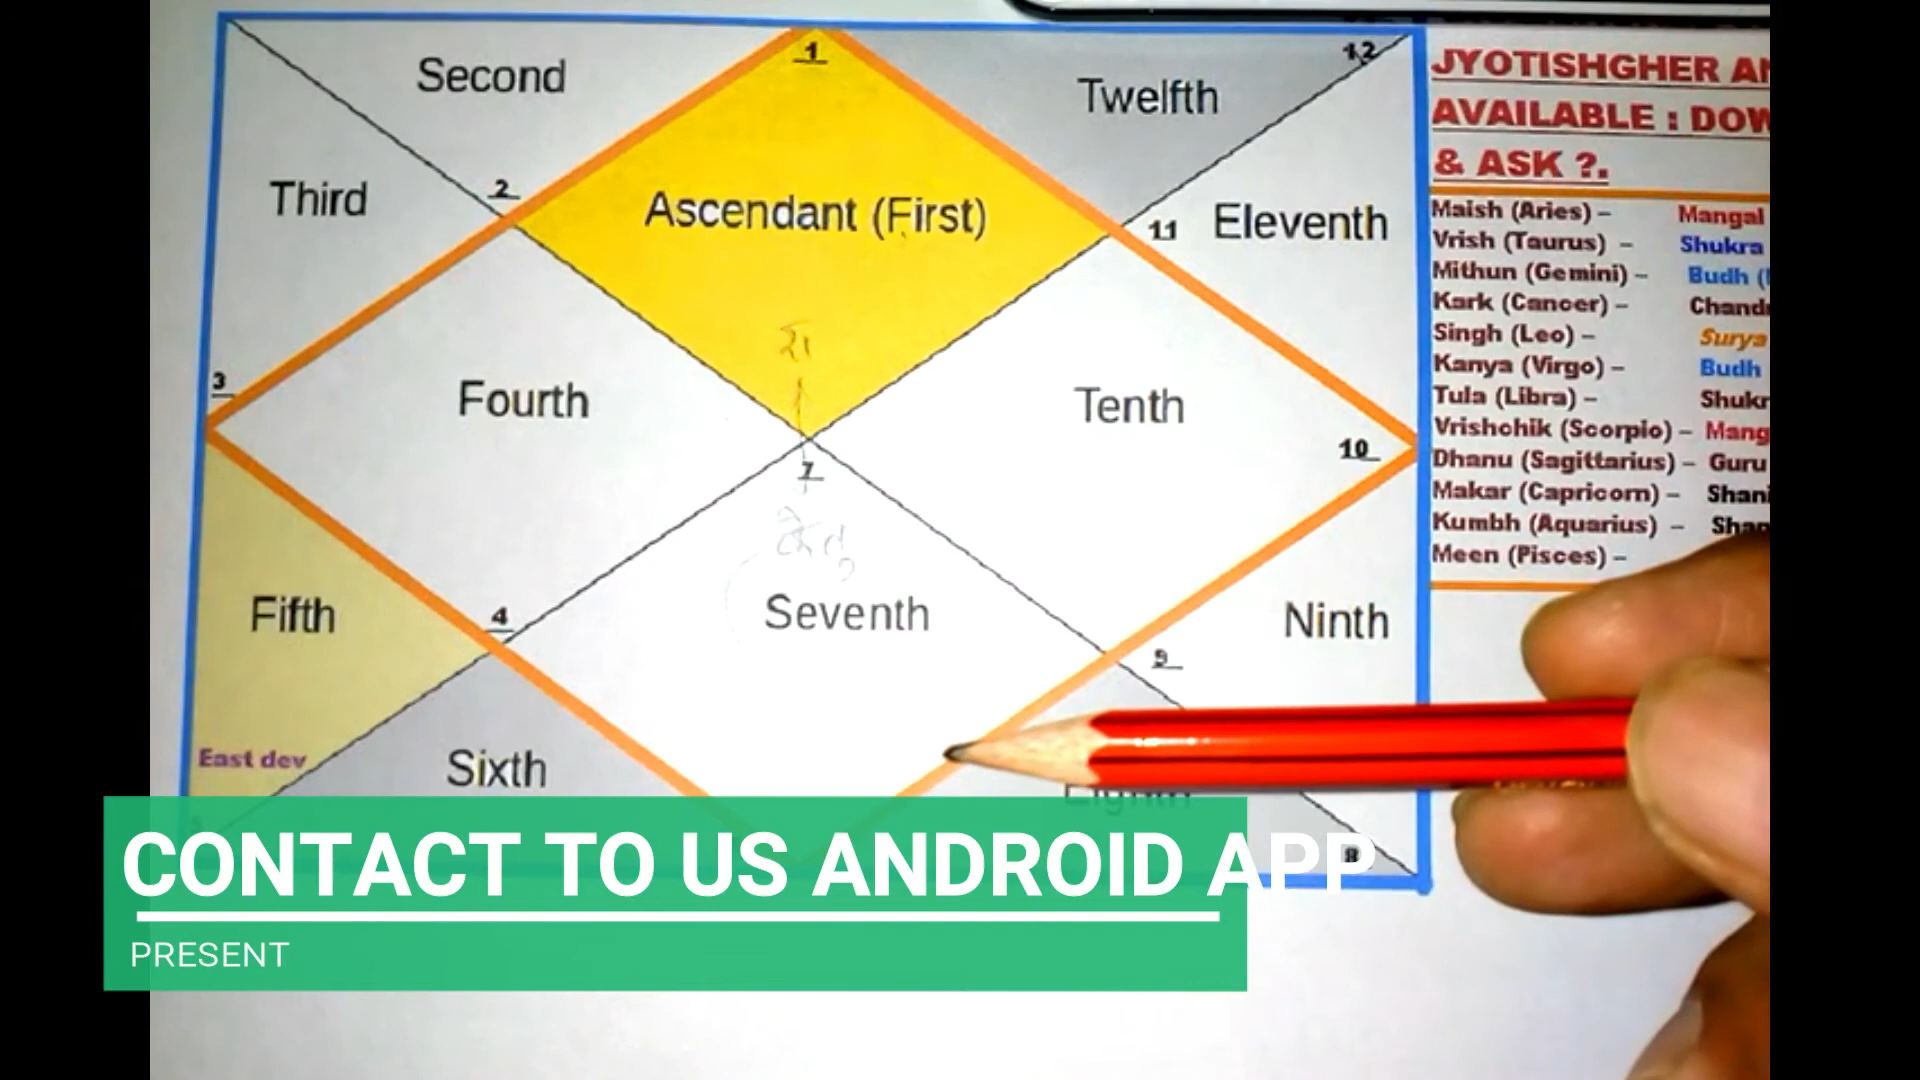 Second
1
12
Twelfth
Third
2
Ascendant (First)
11
Eleventh
3
Fourth
Tenth
10
7
Fifth
4
Seventh
Ninth
9
East dev
Sixth
Eighth
8
JYOTISHGHER
AVAILABLE :
& ASK ?.
Maish (Aries) – Mangal
Vrish (Taurus) – Shukra
Mithun (Gemini) – Budh
Kark (Cancer) –
Singh (Leo) – Surya
Kanya (Virgo) – Budh
Tula (Libra) –
Vrishchik (Scorpio) –
Dhanu (Sagittarius) – Guru
Makar (Capricorn) – Shani
Kumbh (Aquarius) –
Meen (Pisces) –
CONTACT TO US ANDROID APP
PRESENT